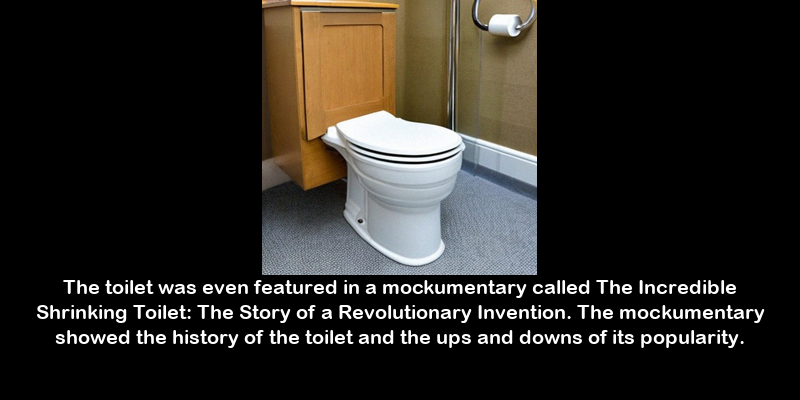 The toilet was even featured in a mockumentary called The Incredible
Shrinking Toilet: The Story of a Revolutionary Invention. The mockumentary
showed the history of the toilet and the ups and downs of its popularity.